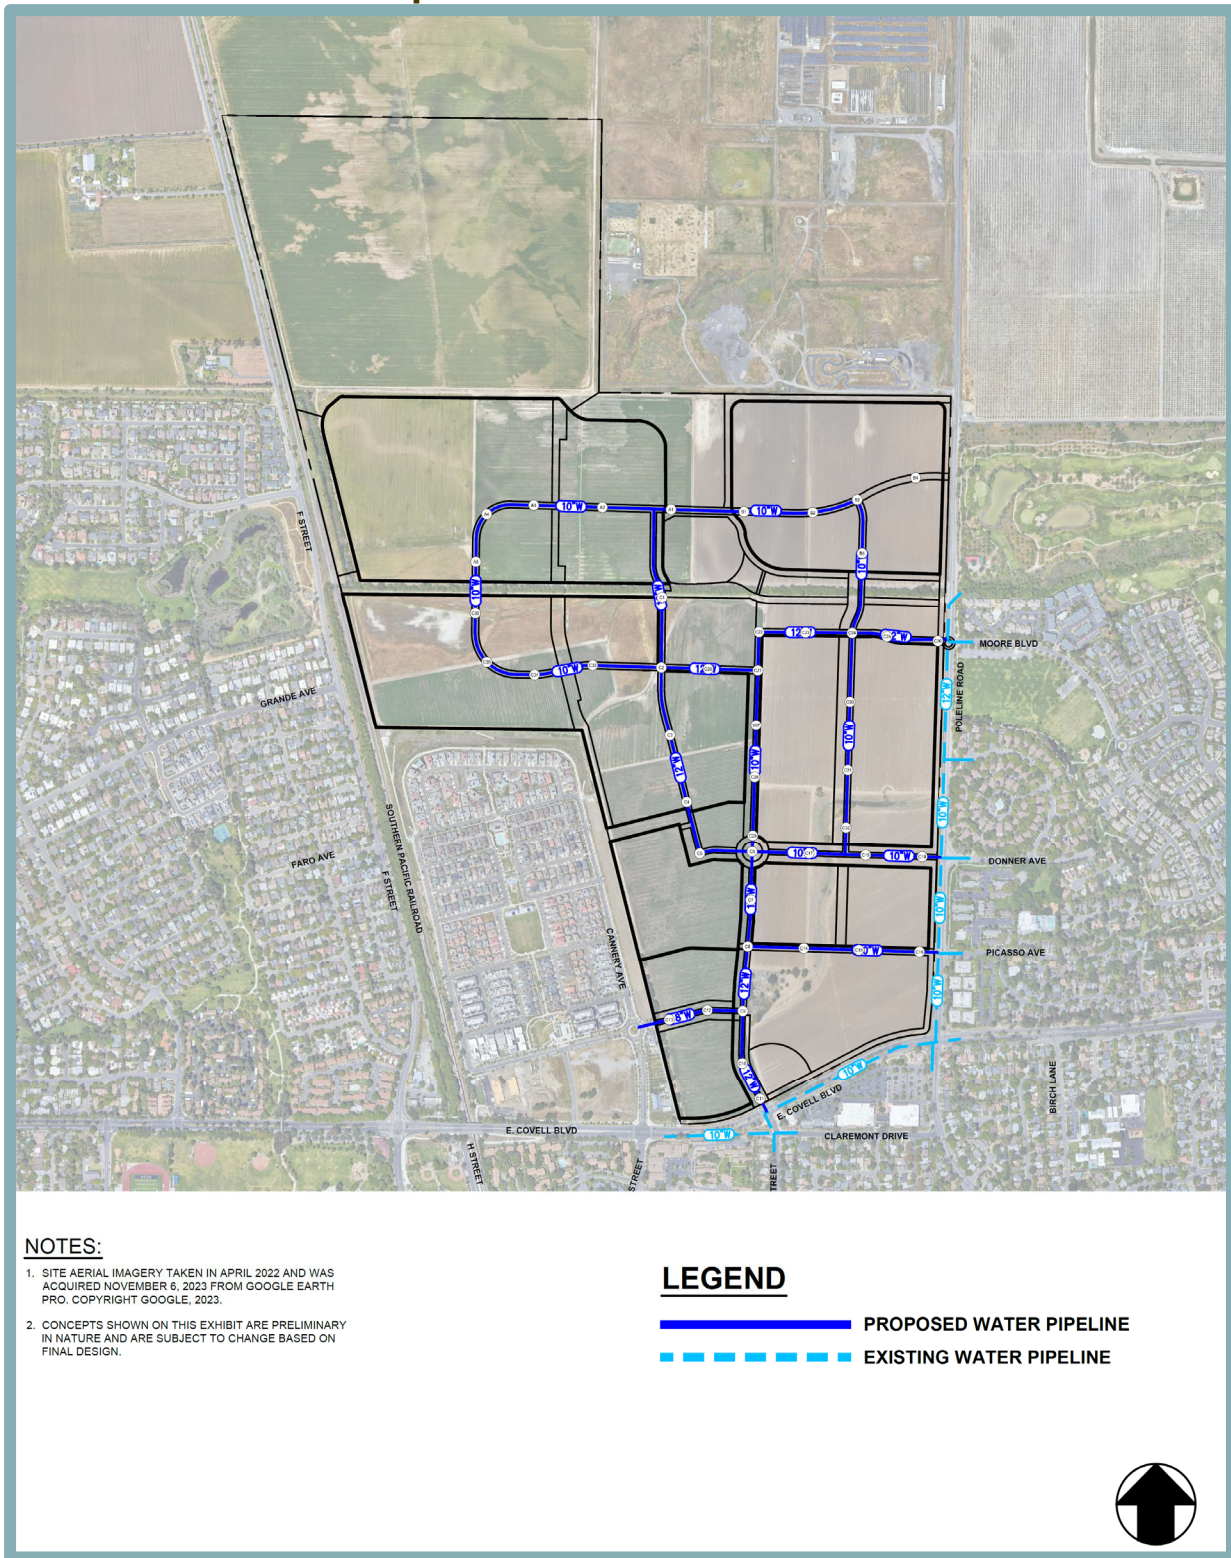 10"W
10"W
10"W
12"W
MOORE BLVD
10"W
12"W
POLELINE ROAD
F STREET
GRANDE AVE
10"W
12"W
10"W
10"W
SOUTHERN PACIFIC RAILROAD
F STREET
FARO AVE
10"W
10"W
DONNER AVE
CANNERY AVE
10"W
PICASSO AVE
12"W
10"W
8"W
12"W
10"W
E. COVELL BLVD
BIRCH LANE
E. COVELL BLVD
10"W
CLAREMONT DRIVE
H STREET
STREET
TREET
NOTES:
1. SITE AERIAL IMAGERY TAKEN IN APRIL 2022 AND WAS
ACQUIRED NOVEMBER 6, 2023 FROM GOOGLE EARTH
PRO. COPYRIGHT GOOGLE, 2023.
2. CONCEPTS SHOWN ON THIS EXHIBIT ARE PRELIMINARY
IN NATURE AND ARE SUBJECT TO CHANGE BASED ON
FINAL DESIGN.
LEGEND
PROPOSED WATER PIPELINE
EXISTING WATER PIPELINE